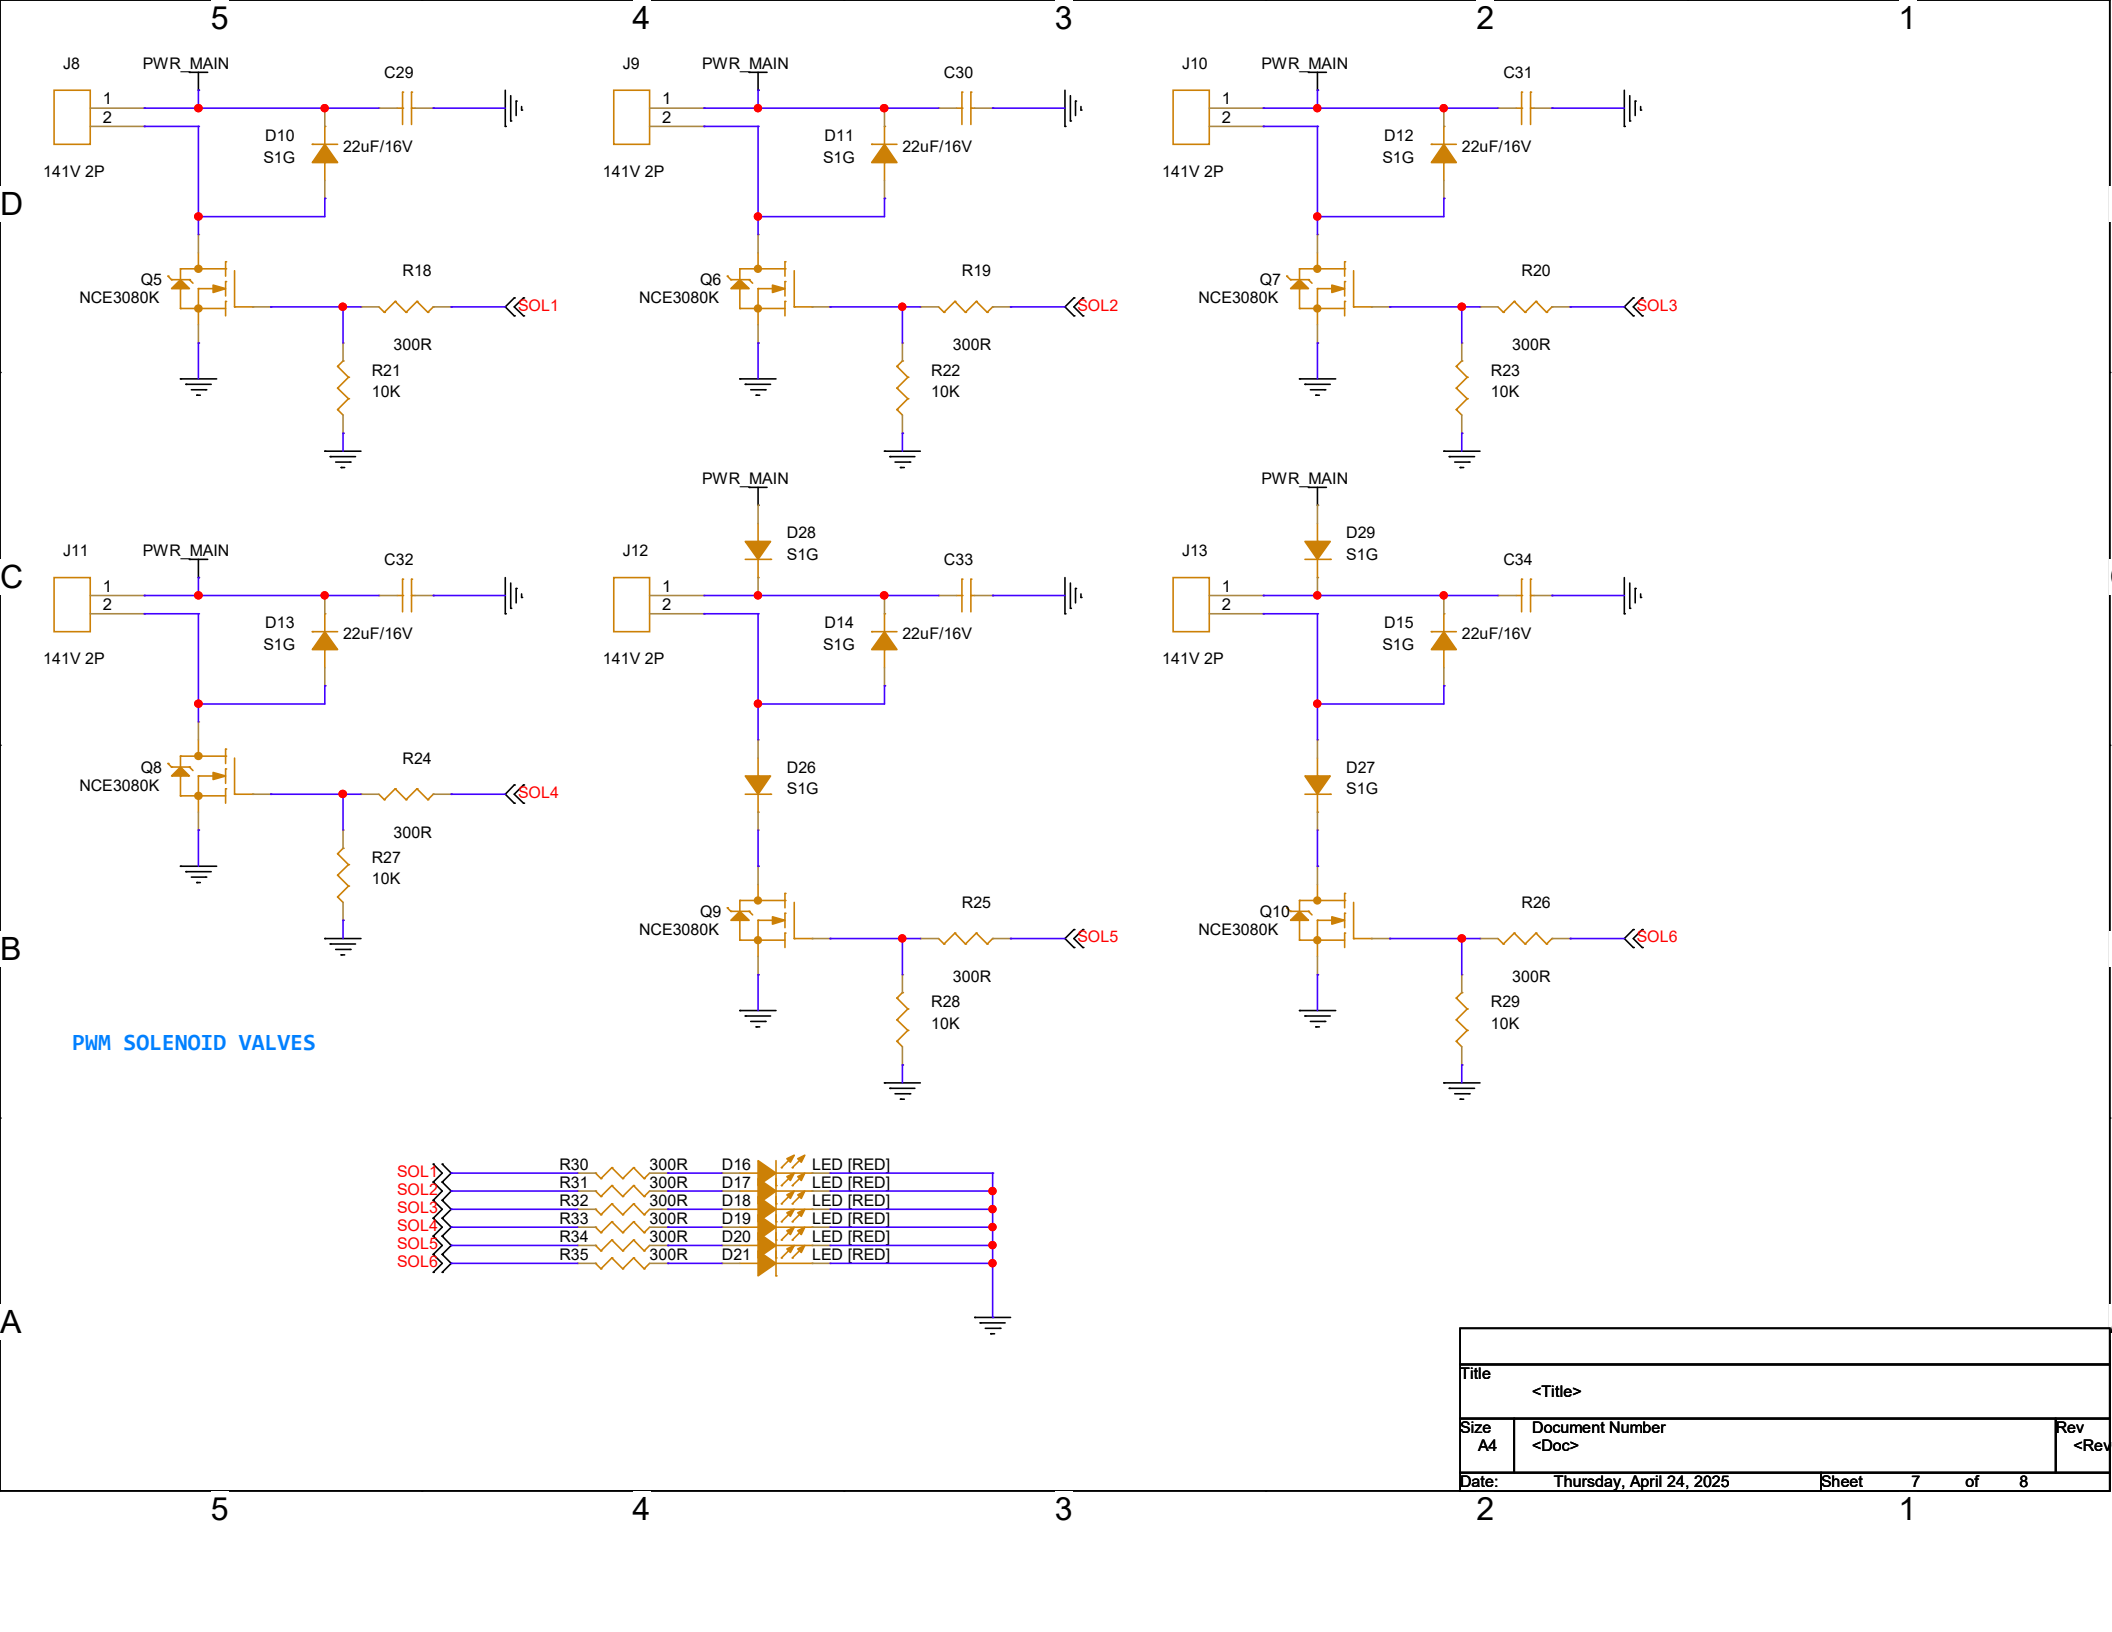 5 4 3 2 1
J8 PWR_MAIN C29 J9 PWR_MAIN C30 J10 PWR_MAIN C31
1 1 1
2 2 2
D10 22uF/16V D11 22uF/16V D12 22uF/16V
S1G S1G S1G
141V 2P 141V 2P 141V 2P
D
Q5 R18 Q6 R19 Q7 R20
NCE3080K NCE3080K NCE3080K
SOL1 SOL2 SOL3
300R 300R 300R
R21 R22 R23
10K 10K 10K
PWR_MAIN PWR_MAIN
D28 D29
S1G S1G
J11 PWR_MAIN C32 J12 C33 J13 C34
C
1 1 1
2 2 2
D13 22uF/16V D14 22uF/16V D15 22uF/16V
S1G S1G S1G
141V 2P 141V 2P 141V 2P
Q8 R24 D26 D27
NCE3080K S1G S1G
SOL4
300R
R27
10K
Q9 R25 Q10 R26
NCE3080K NCE3080K
B
SOL5 SOL6
300R 300R
R28 R29
10K 10K
PWM SOLENOID VALVES
SOL1 R30 300R D16 LED [RED]
SOL2 R31 300R D17 LED [RED]
SOL3 R32 300R D18 LED [RED]
SOL4 R33 300R D19 LED [RED]
SOL5 R34 300R D20 LED [RED]
SOL6 R35 300R D21 LED [RED]
A
Title
<Title>
Size Document Number Rev
A4 <Doc> <Rev
Date: Thursday, April 24, 2025 Sheet 7 of 8
5 4 3 2 1